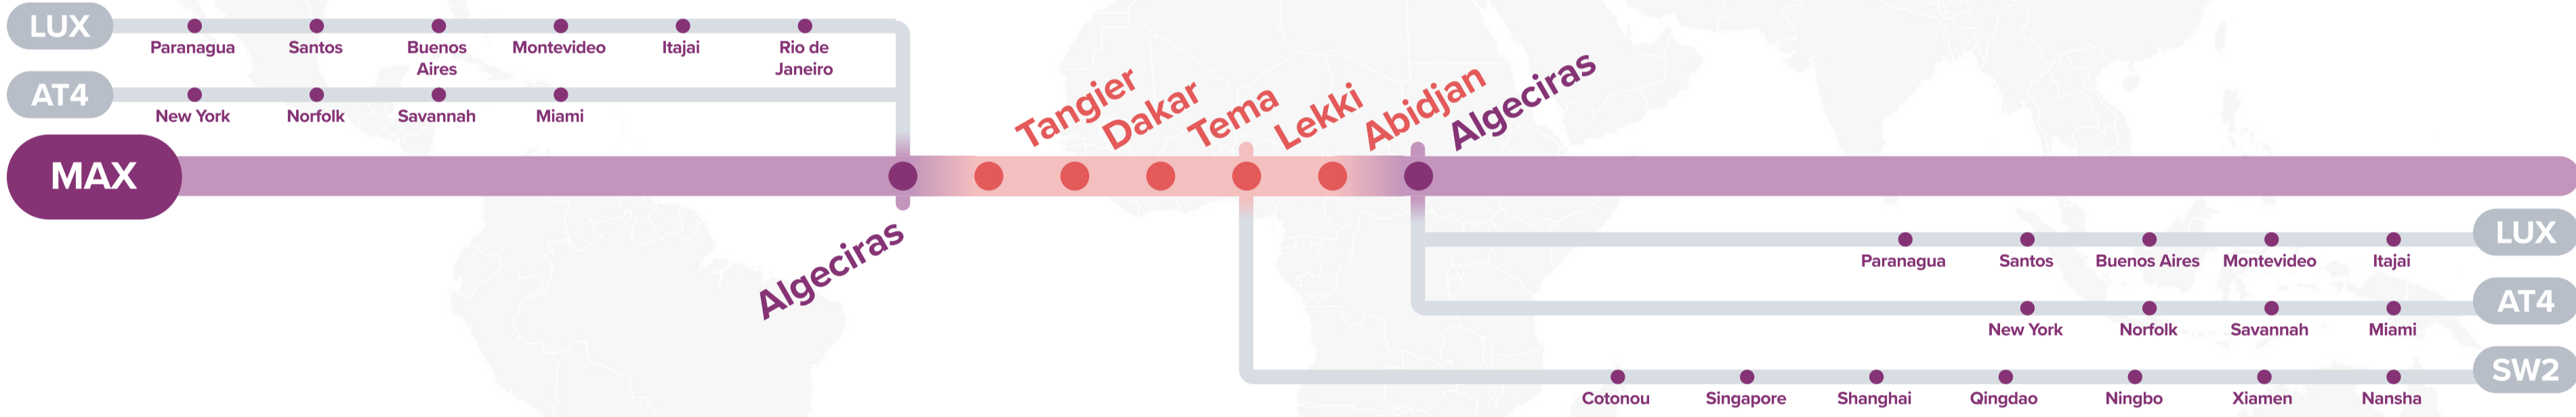 LUX
Paranagua
Santos
Buenos
Aires
Montevideo
Itajai
Rio de
Janeiro
AT4
New York
Norfolk
Savannah
Miami
MAX
Algeciras
Tangier
Dakar
Tema
Lekki
Abidjan
Algeciras
LUX
Paranagua
Santos
Buenos Aires
Montevideo
Itajai
AT4
New York
Norfolk
Savannah
Miami
SW2
Cotonou
Singapore
Shanghai
Qingdao
Ningbo
Xiamen
Nansha